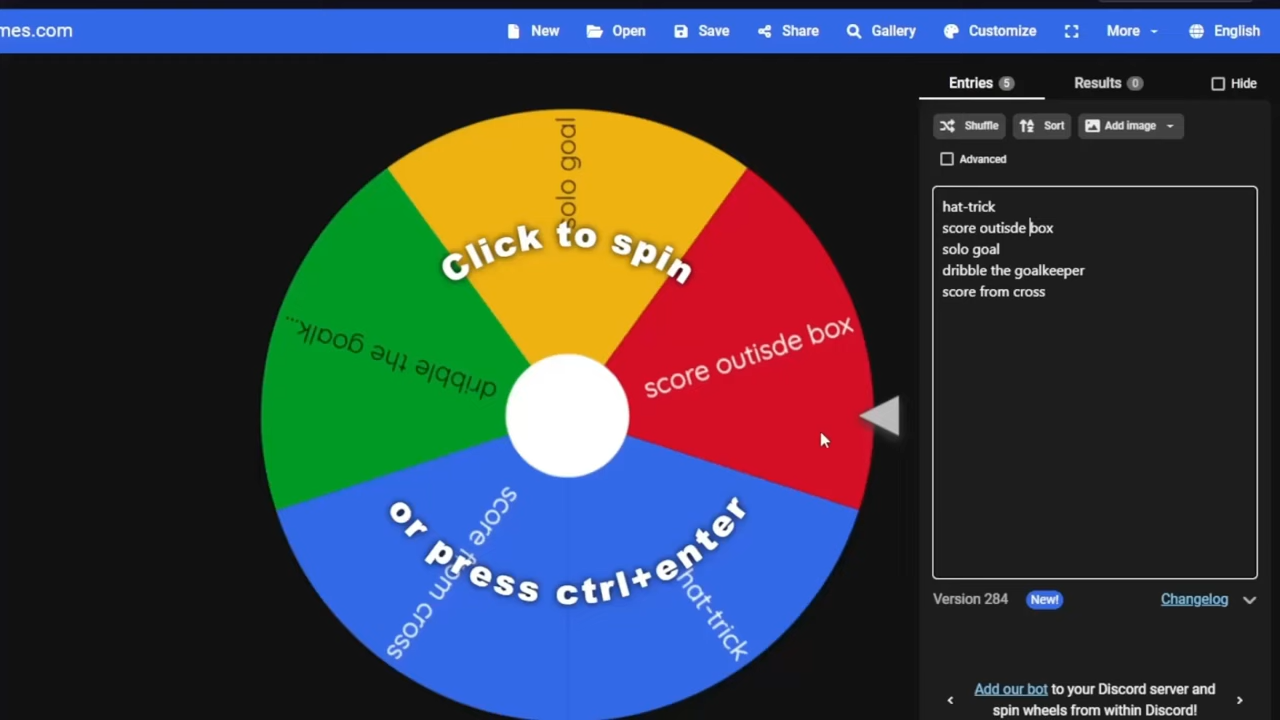 mes.com
New Open Save Share Gallery Customize More English
Entries 5 Results 0 Hide
Shuffle Sort Add image
Advanced
hat-trick
score outisde box
solo goal
dribble the goalkeeper
score from cross
solo goal
Click to spin
score outisde box
dribble the goalk...
or press ctrl+enter
score from cross
hat-trick
Version 284 New! Changelog
Add our bot to your Discord server and
spin wheels from within Discord!